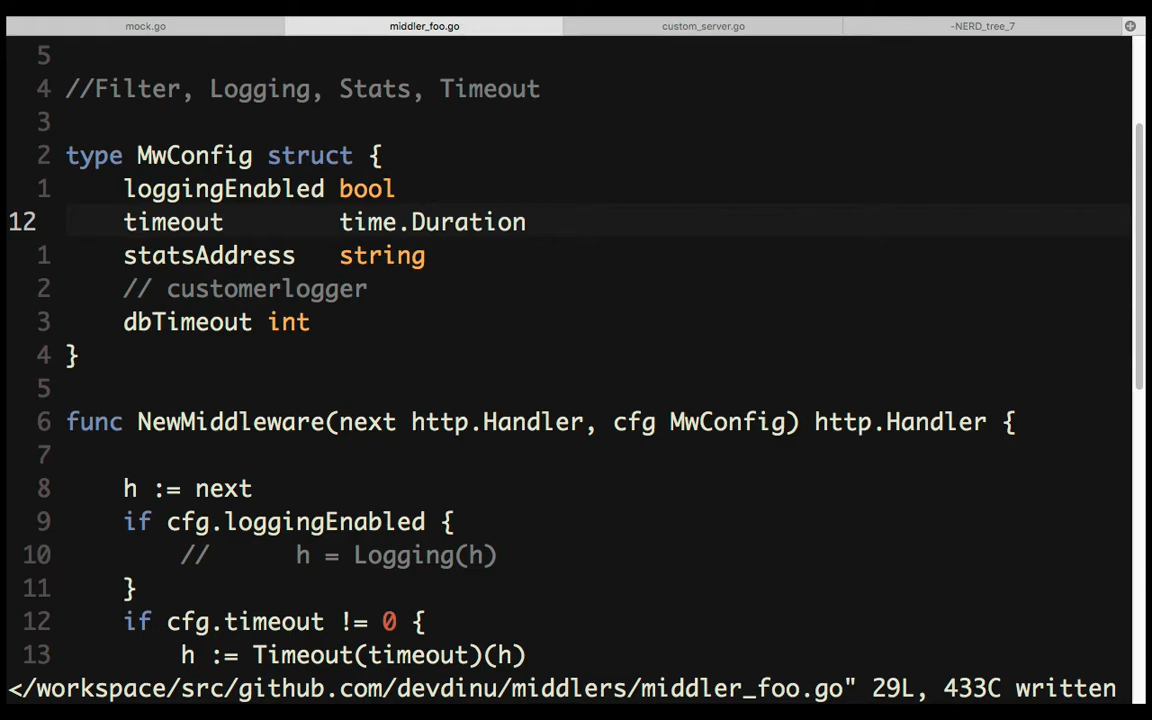 mock.go middler_foo.go custom_server.go -NERD_tree_7
5
4 //Filter, Logging, Stats, Timeout
3
2 type MwConfig struct {
1 loggingEnabled bool
12 timeout time.Duration
1 statsAddress string
2 // customerlogger
3 dbTimeout int
4 }
5
6 func NewMiddleware(next http.Handler, cfg MwConfig) http.Handler {
7
8 h := next
9 if cfg.loggingEnabled {
10 // h = Logging(h)
11 }
12 if cfg.timeout != 0 {
13 h := Timeout(timeout)(h)
</workspace/src/github.com/devdinu/middlers/middler_foo.go" 29L, 433C written